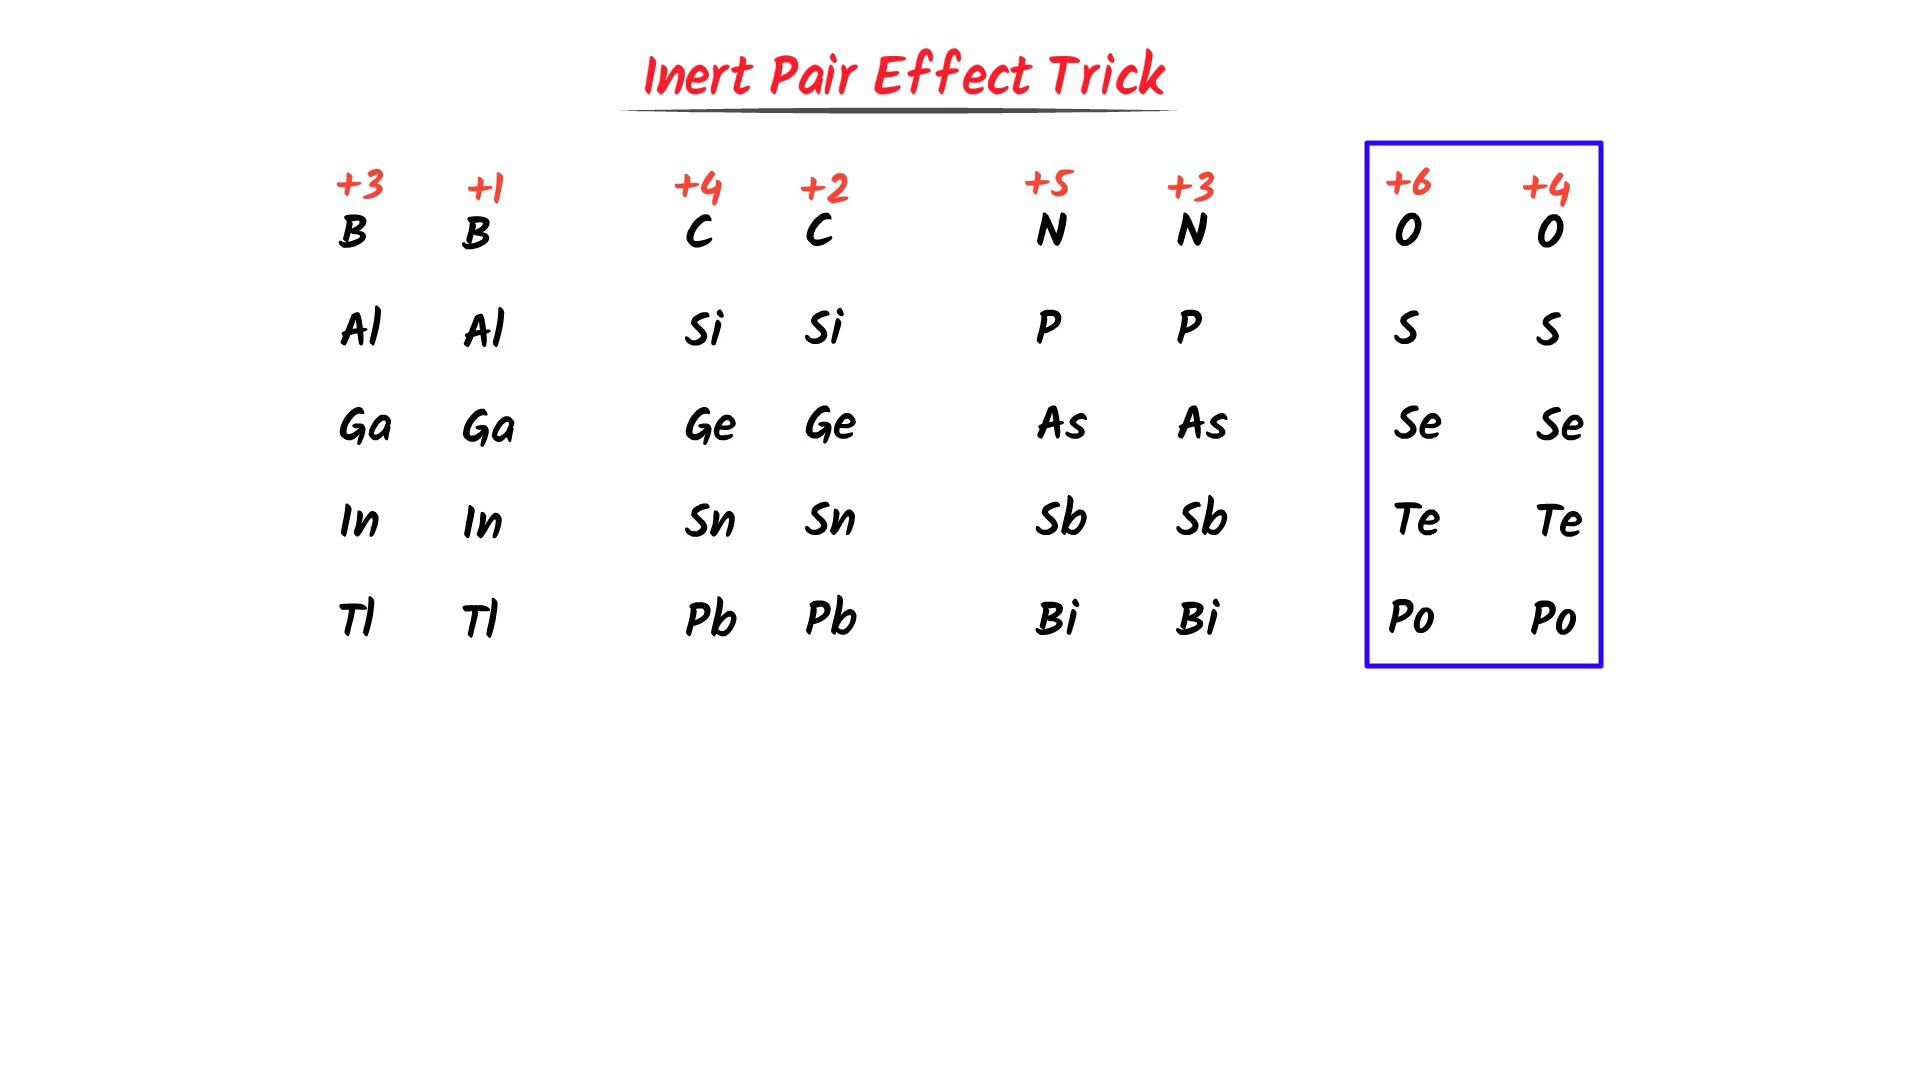 Inert Pair Effect Trick
+3 +1 +4 +2 +5 +3 +6 +4
B B C C N N O O
Al Al Si Si P P S S
Ga Ga Ge Ge As As Se Se
In In Sn Sn Sb Sb Te Te
Tl Tl Pb Pb Bi Bi Po Po